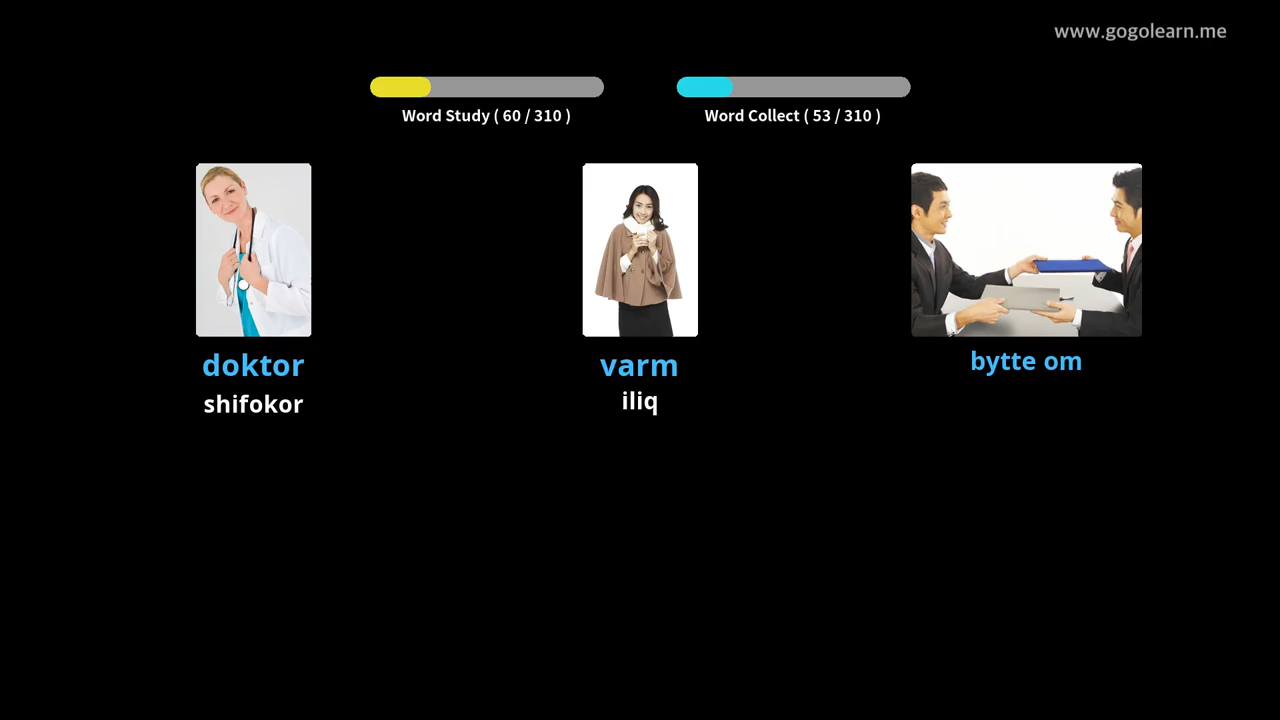 www.gogolearn.me
Word Study ( 60 / 310 )
Word Collect ( 53 / 310 )
doktor
shifokor
varm
iliq
bytte om